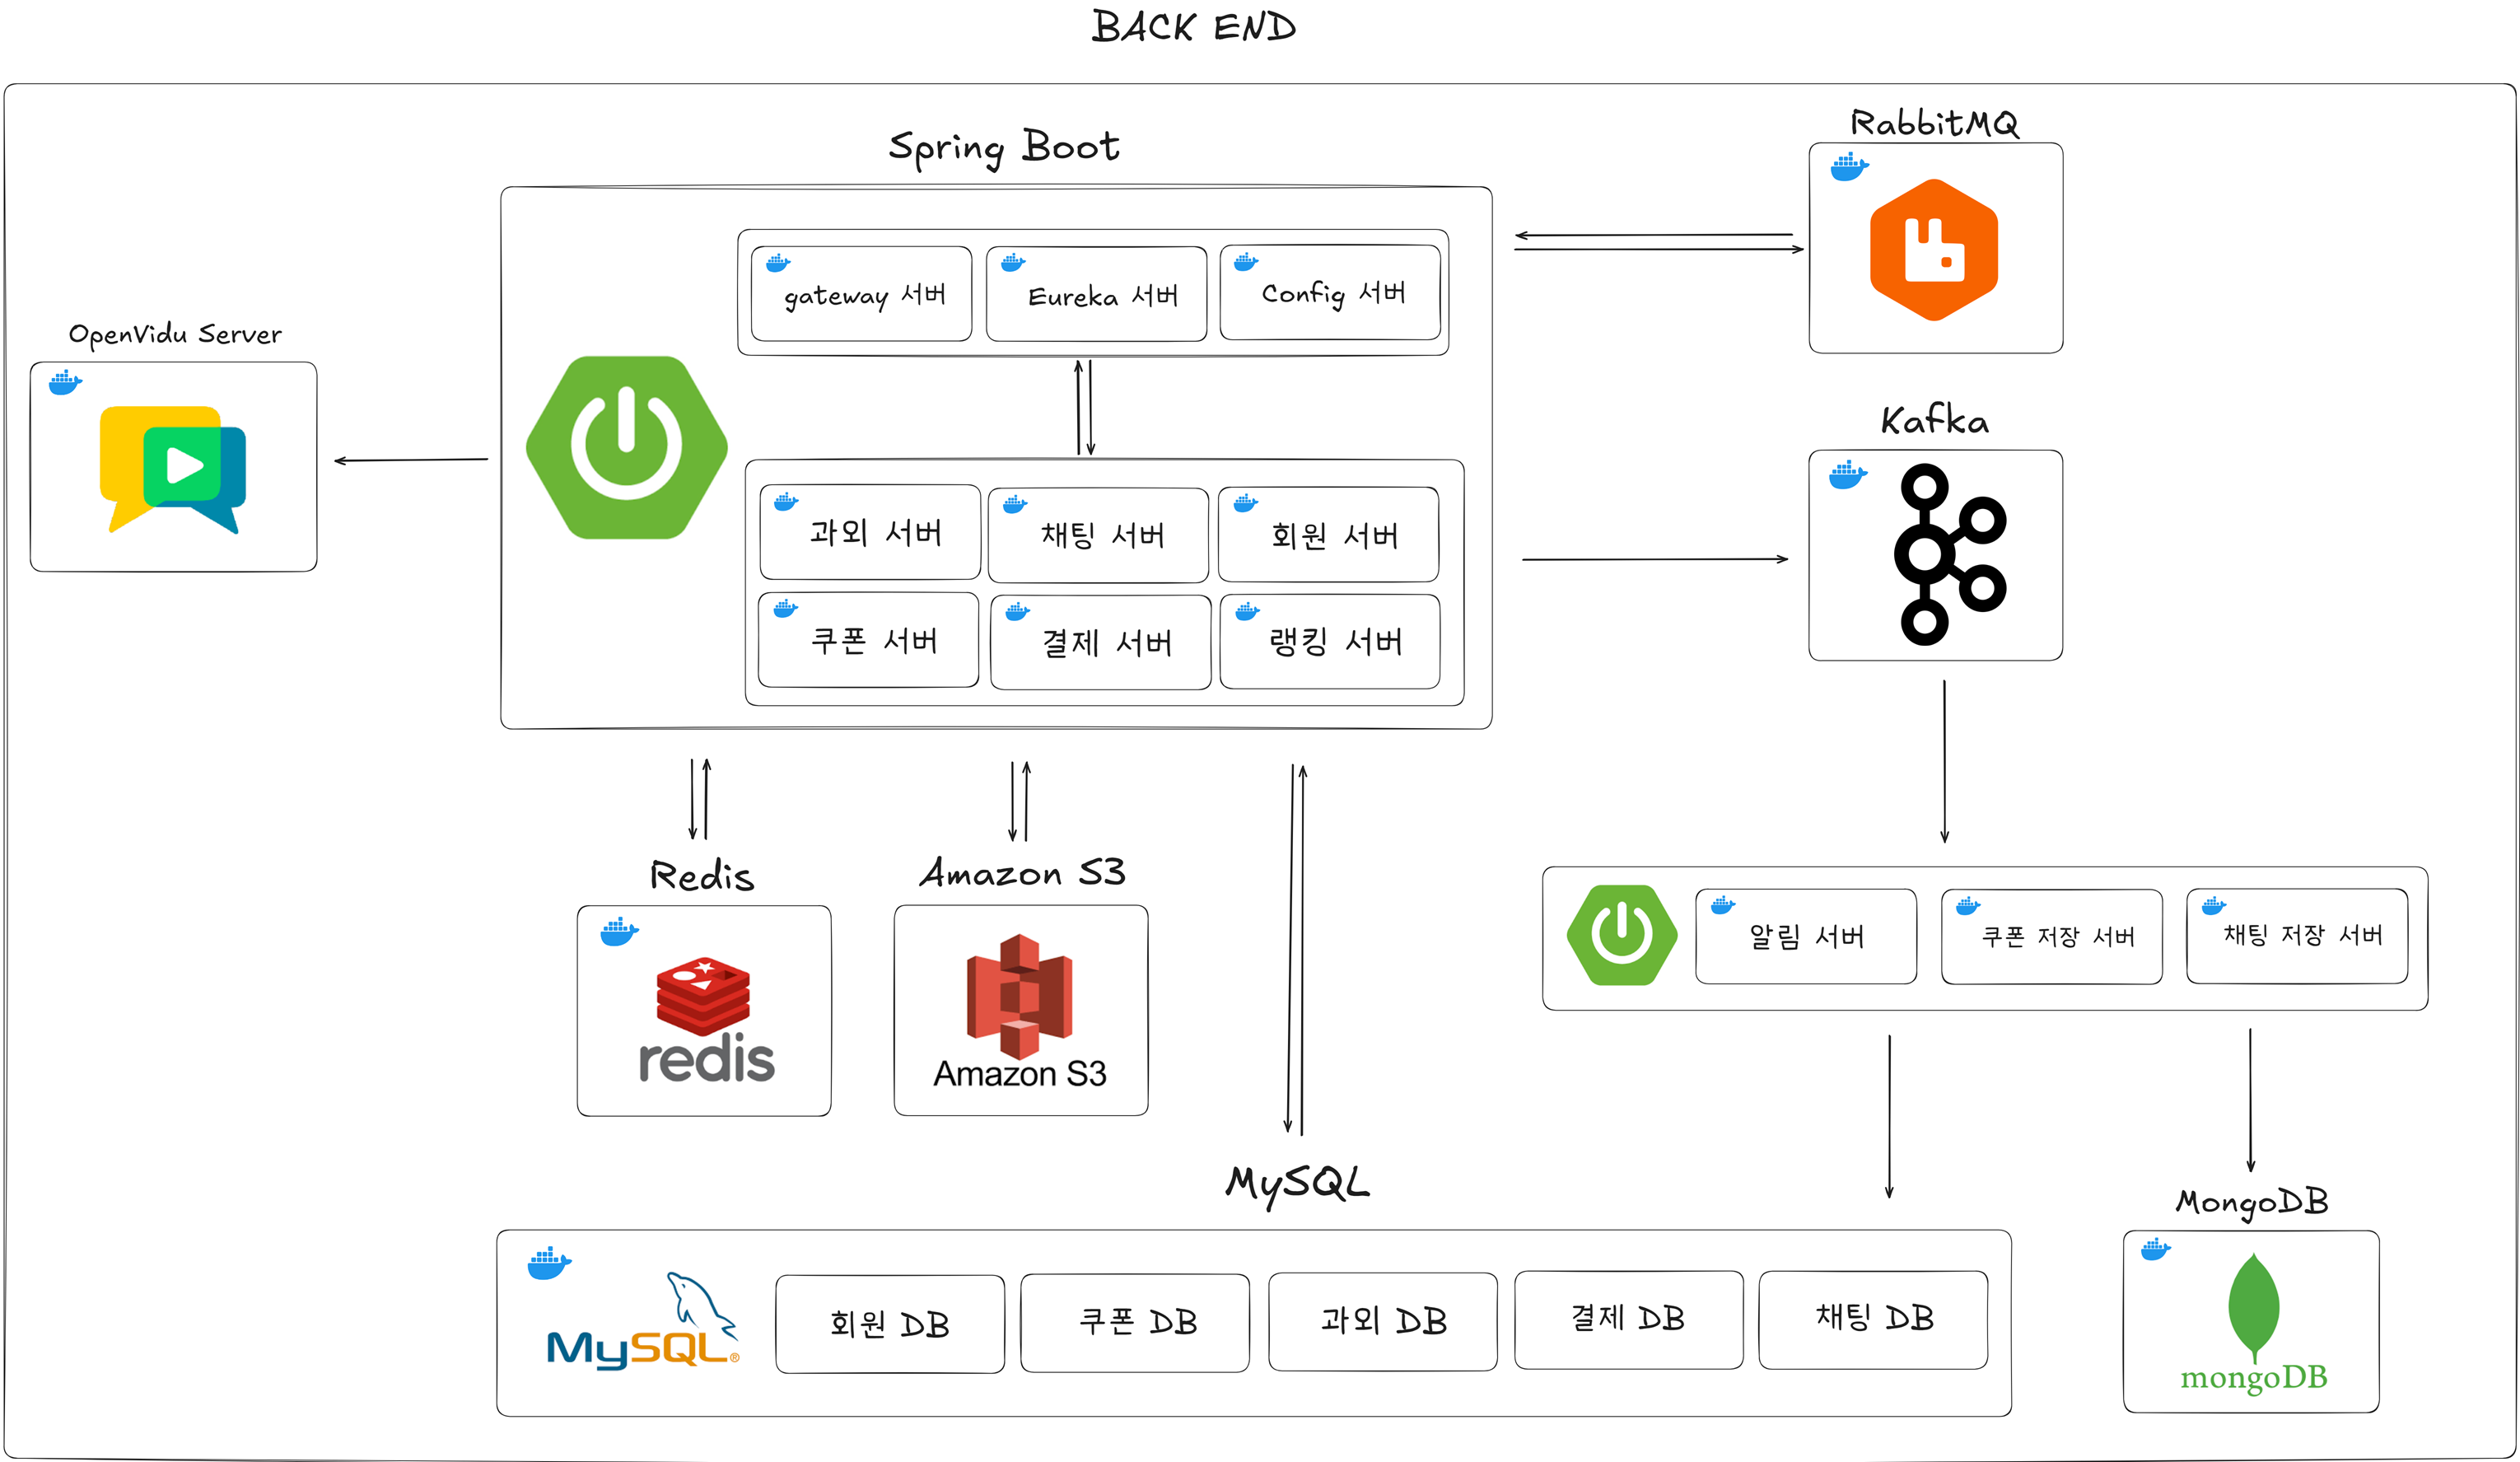 BACK END
Spring Boot
RabbitMQ
gateway 서버
Eureka 서버
Config 서버
OpenVidu Server
Kafka
과외 서버
채팅 서버
회원 서버
쿠폰 서버
결제 서버
랭킹 서버
Redis
Amazon S3
redis
Amazon S3
알림 서버
쿠폰 저장 서버
채팅 저장 서버
MySQL
MongoDB
MySQL®
회원 DB
쿠폰 DB
과외 DB
결제 DB
채팅 DB
mongoDB